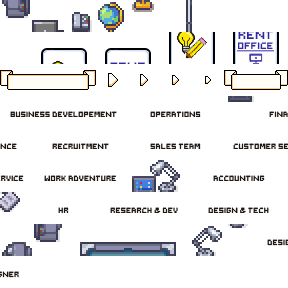 RENT
OFFICE
BUSINESS DEVELOPEMENT OPERATIONS FINA
NCE RECRUITMENT SALES TEAM CUSTOMER SE
RVICE WORK ADVENTURE ACCOUNTING
HR RESEARCH & DEV DESIGN & TECH
DESIG
GNER